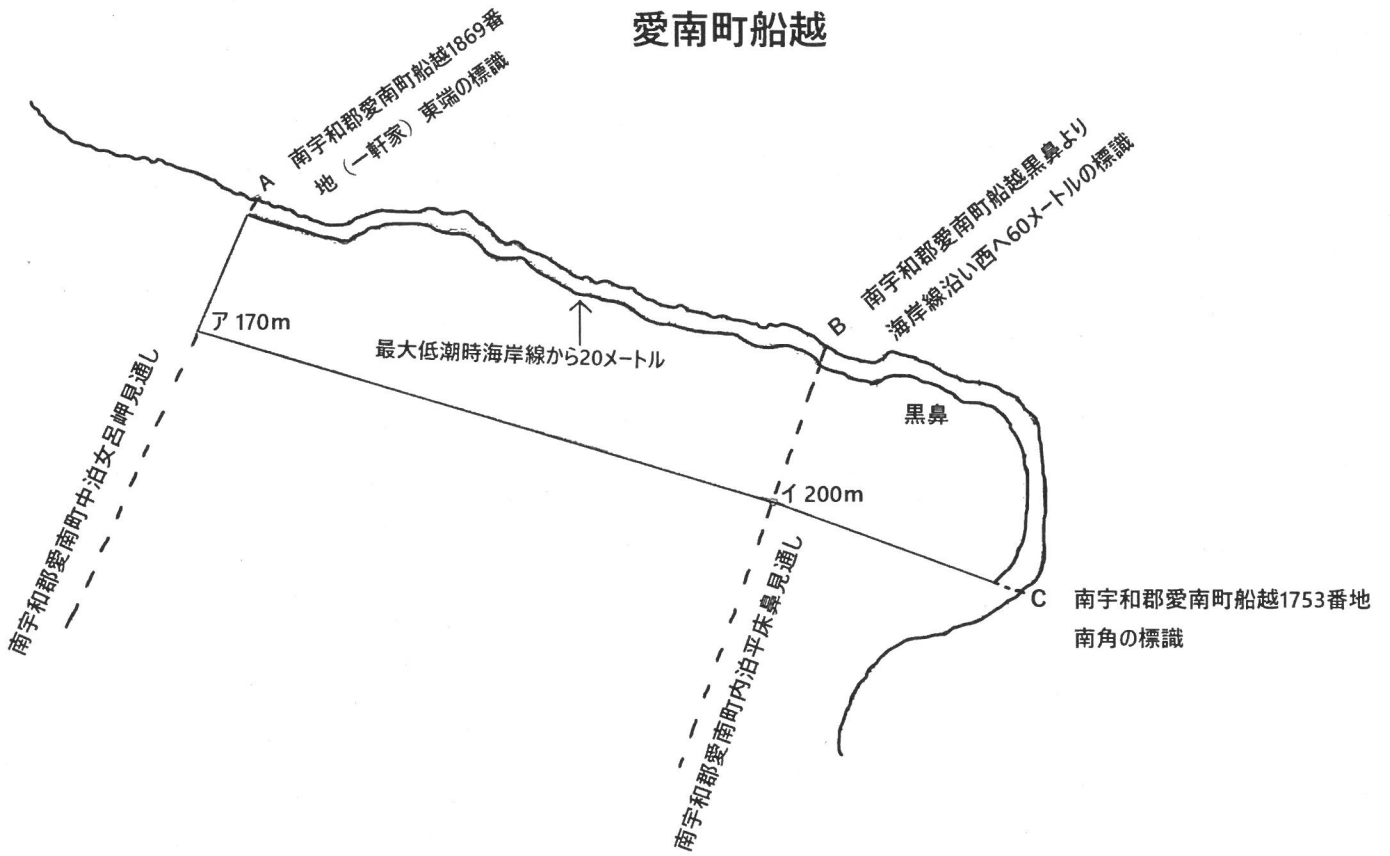 愛南町船越
南宇和郡愛南町船越1869番
地（一軒家）東端の標識
A
南宇和郡愛南町船越黒鼻より
海岸線沿い西へ60メートルの標識
B
ア 170m
最大低潮時海岸線から20メートル
黒鼻
南宇和郡愛南町中泊女呂岬見通し
イ 200m
南宇和郡愛南町内泊平床鼻見通し
C
南宇和郡愛南町船越1753番地
南角の標識